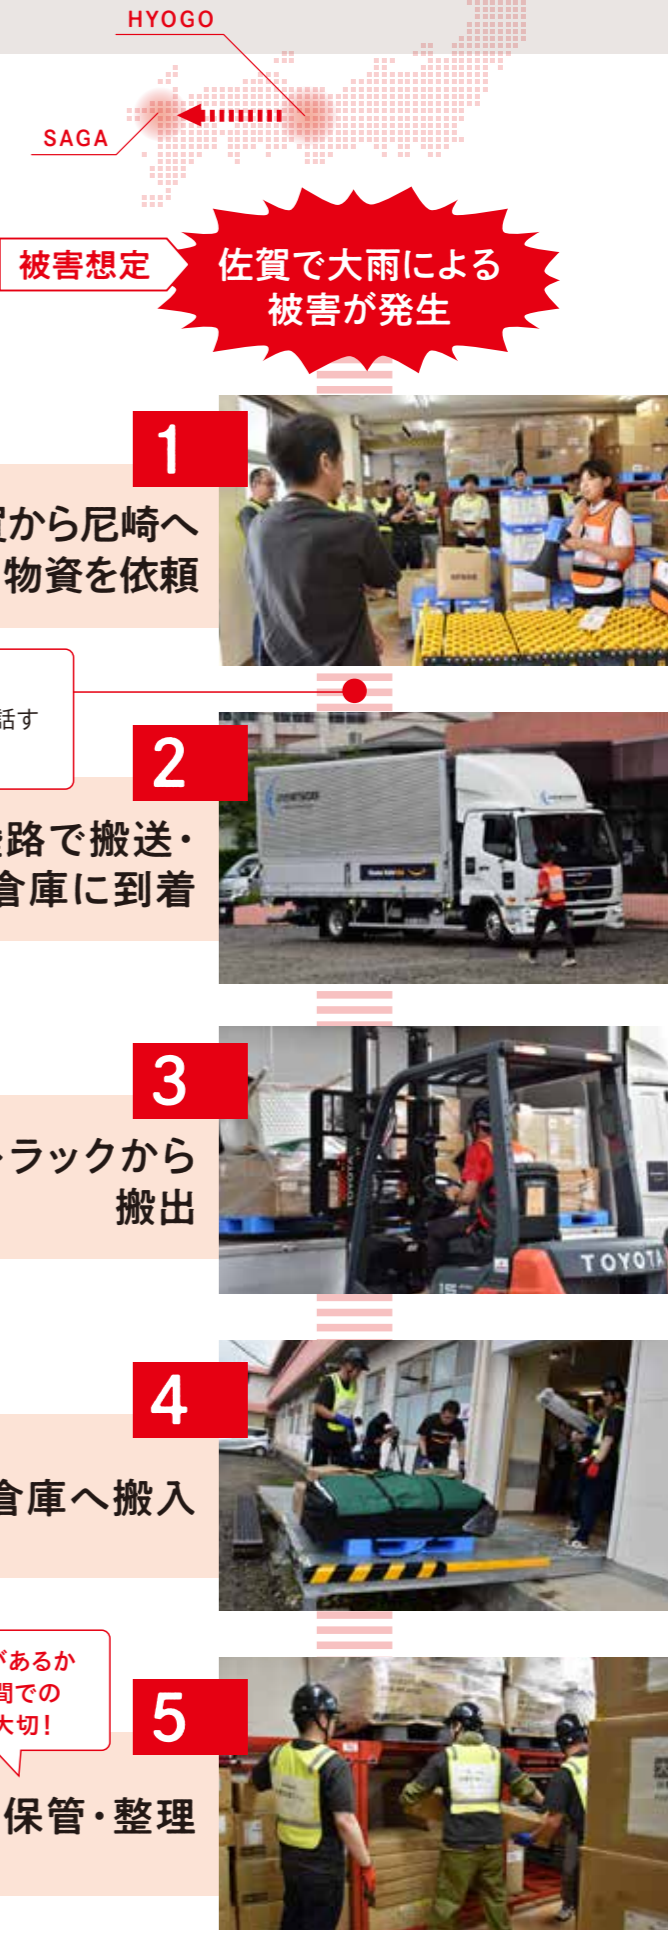 HYOGO
SAGA
被害想定
佐賀で大雨による
被害が発生
1
から尼崎へ
物資を依頼
話す
2
路で搬送・
倉庫に到着
3
ラックから
搬出
TOYOTA
4
倉庫へ搬入
があるか
間での
大切!
5
保管・整理